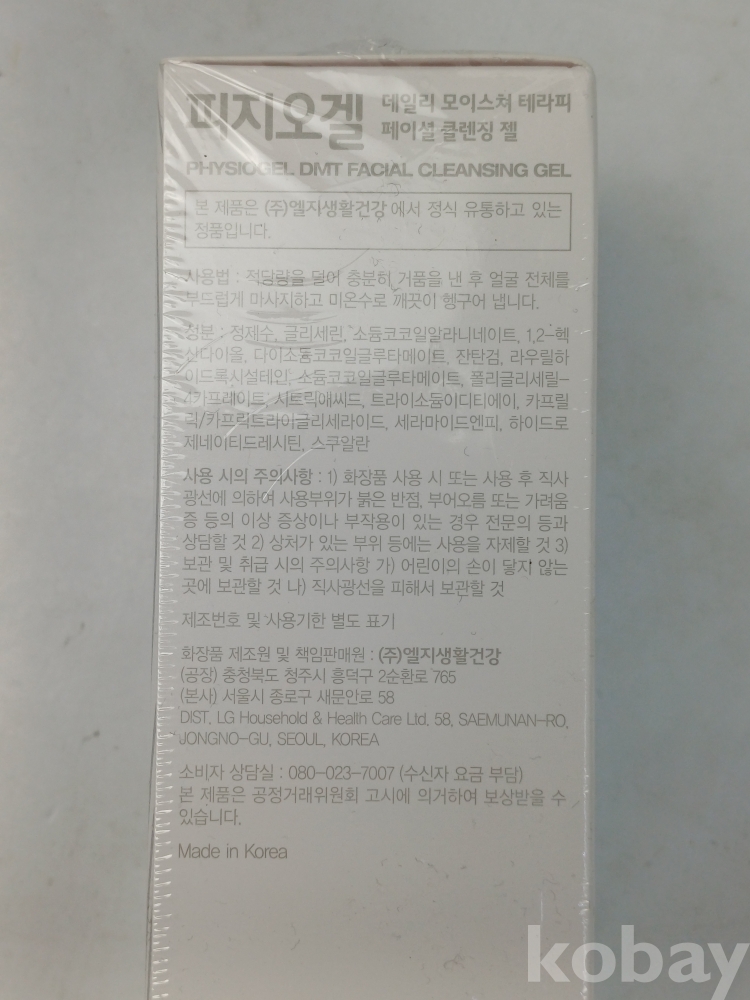 피지오겔 데일리 모이스쳐 테라피
페이셜 클렌징 젤
PHYSIOGEL DMT FACIAL CLEANSING GEL
본 제품은 (주)엘지생활건강 에서 정식 유통하고 있는
정품입니다.
사용법 : 적당량을 덜어 충분히 거품을 낸 후 얼굴 전체를
부드럽게 마사지하고 미온수로 깨끗이 헹구어 냅니다.
성분 : 정제수, 글리세린, 소듐코코일알라니네이트, 1,2-헥
산다이올, 다이소듐코코일글루타메이트, 잔탄검, 라우릴하
이드록시설테인, 소듐코코일글루타메이트, 폴리글리세릴-
4카프레이트, 시트릭애씨드, 트라이소듐이디티에이, 카프릴
릭/카프릭트라이글리세라이드, 세라마이드엔피, 하이드로
제네이티드레시틴, 스쿠알란
사용 시의 주의사항 : 1) 화장품 사용 시 또는 사용 후 직사
광선에 의하여 사용부위가 붉은 반점, 부어오름 또는 가려움
증 등의 이상 증상이나 부작용이 있는 경우 전문의 등과
상담할 것 2) 상처가 있는 부위 등에는 사용을 자제할 것 3)
보관 및 취급 시의 주의사항 가) 어린이의 손이 닿지 않는
곳에 보관할 것 나) 직사광선을 피해서 보관할 것
제조번호 및 사용기한 별도 표기
화장품 제조원 및 책임판매원 : (주)엘지생활건강
(공장) 충청북도 청주시 흥덕구 2순환로 765
(본사) 서울시 종로구 새문안로 58
DIST. LG Household & Health Care Ltd. 58, SAEMUNAN-RO,
JONGNO-GU, SEOUL, KOREA
소비자 상담실 : 080-023-7007 (수신자 요금 부담)
본 제품은 공정거래위원회 고시에 의거하여 보상받을 수
있습니다.
Made in Korea
kobay